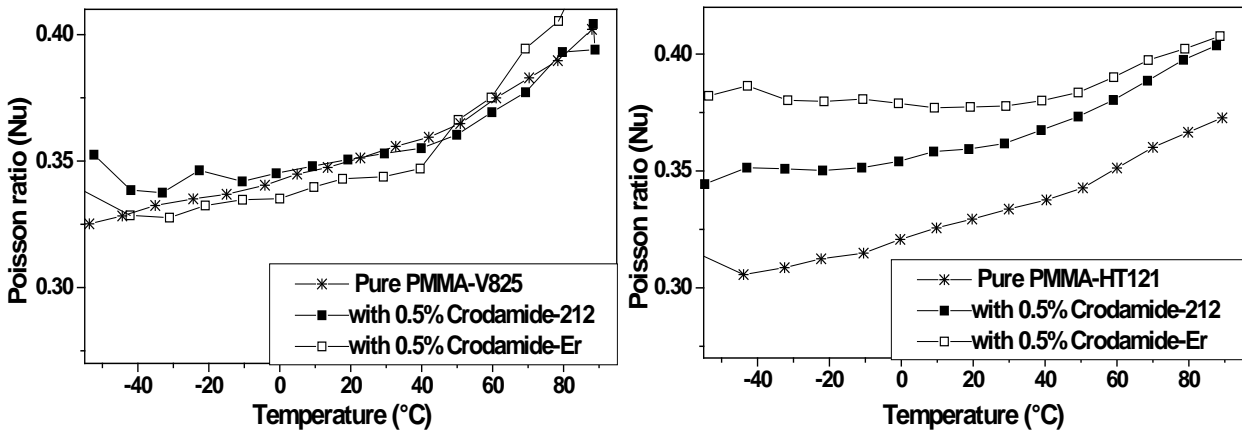 0.40
0.35
0.30
Poisson ratio (Nu)
Pure PMMA-V825
with 0.5% Crodamide-212
with 0.5% Crodamide-Er
-40 -20 0 20 40 60 80
Temperature (°C)
0.40
0.35
0.30
Poisson ratio (Nu)
Pure PMMA-HT121
with 0.5% Crodamide-212
with 0.5% Crodamide-Er
-40 -20 0 20 40 60 80
Temperature (°C)